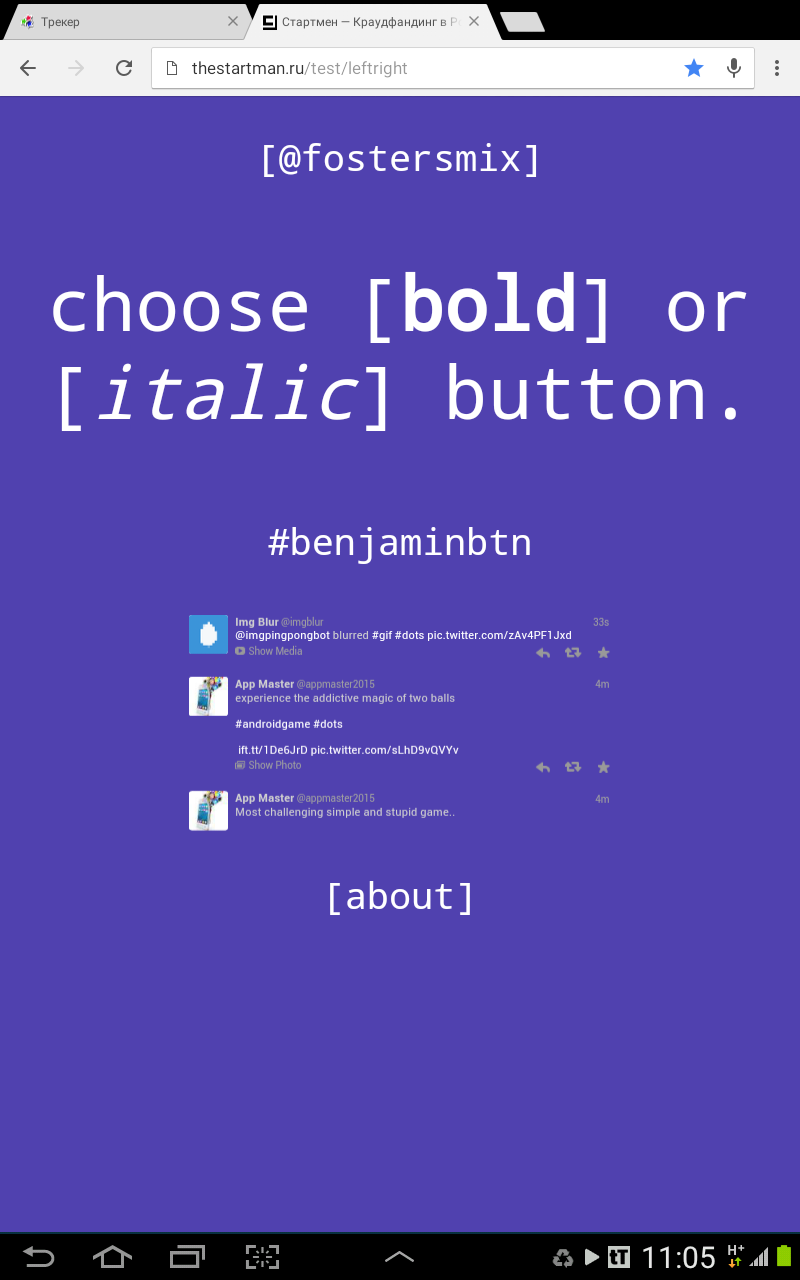 Трекер
Стартмен — Краудфандинг в Ро
thestartman.ru/test/leftright
[@fostersmix]
choose [bold] or
[italic] button.
#benjaminbtn
Img Blur @imgblur 33s
@imgpingpongbot blurred #gif #dots pic.twitter.com/zAv4PF1Jxd
Show Media
App Master @appmaster2015 4m
experience the addictive magic of two balls
#androidgame #dots
ift.tt/1De6JrD pic.twitter.com/sLhD9vQVYv
Show Photo
App Master @appmaster2015 4m
Most challenging simple and stupid game..
[about]
tT 11:05 H+